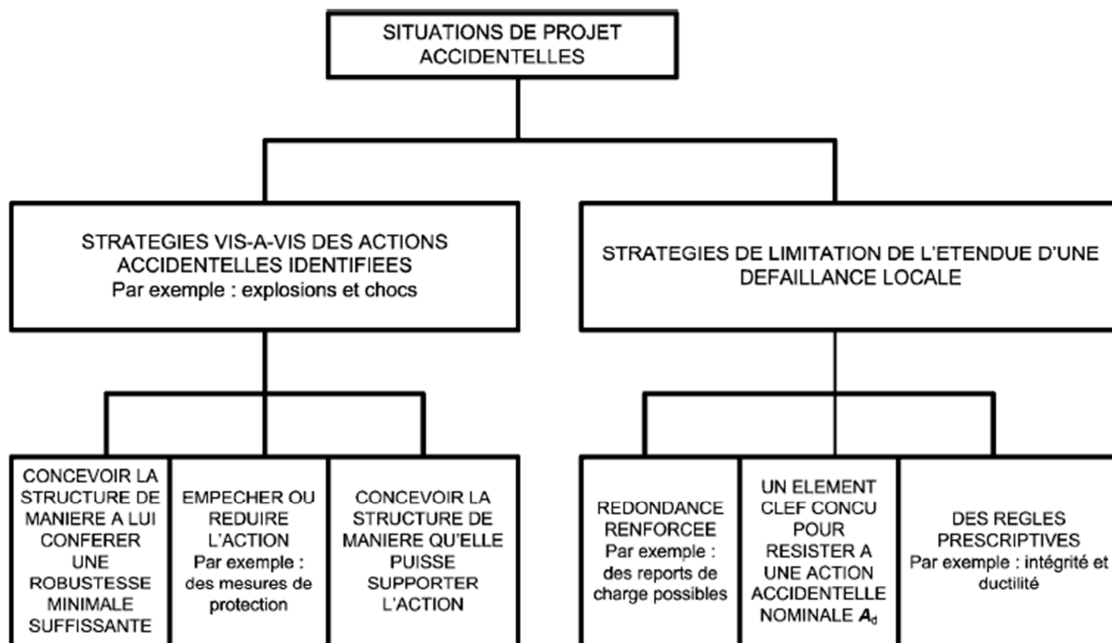 SITUATIONS DE PROJET
ACCIDENTELLES
STRATEGIES VIS-A-VIS DES ACTIONS
ACCIDENTELLES IDENTIFIEES
Par exemple : explosions et chocs
STRATEGIES DE LIMITATION DE L'ETENDUE D'UNE
DEFAILLANCE LOCALE
CONCEVOIR LA
STRUCTURE DE
MANIERE A LUI
CONFERER
UNE
ROBUSTESSE
MINIMALE
SUFFISSANTE
EMPECHER OU
REDUIRE
L'ACTION
Par exemple :
des mesures de
protection
CONCEVOIR LA
STRUCTURE DE
MANIERE QU'ELLE
PUISSE
SUPPORTER
L'ACTION
REDONDANCE
RENFORCEE
Par exemple :
des reports de
charge possibles
UN ELEMENT
CLEF CONCU
POUR
RESISTER A
UNE ACTION
ACCIDENTELLE
NOMINALE Ad
DES REGLES
PRESCRIPTIVES
Par exemple : intégrité et
ductilité